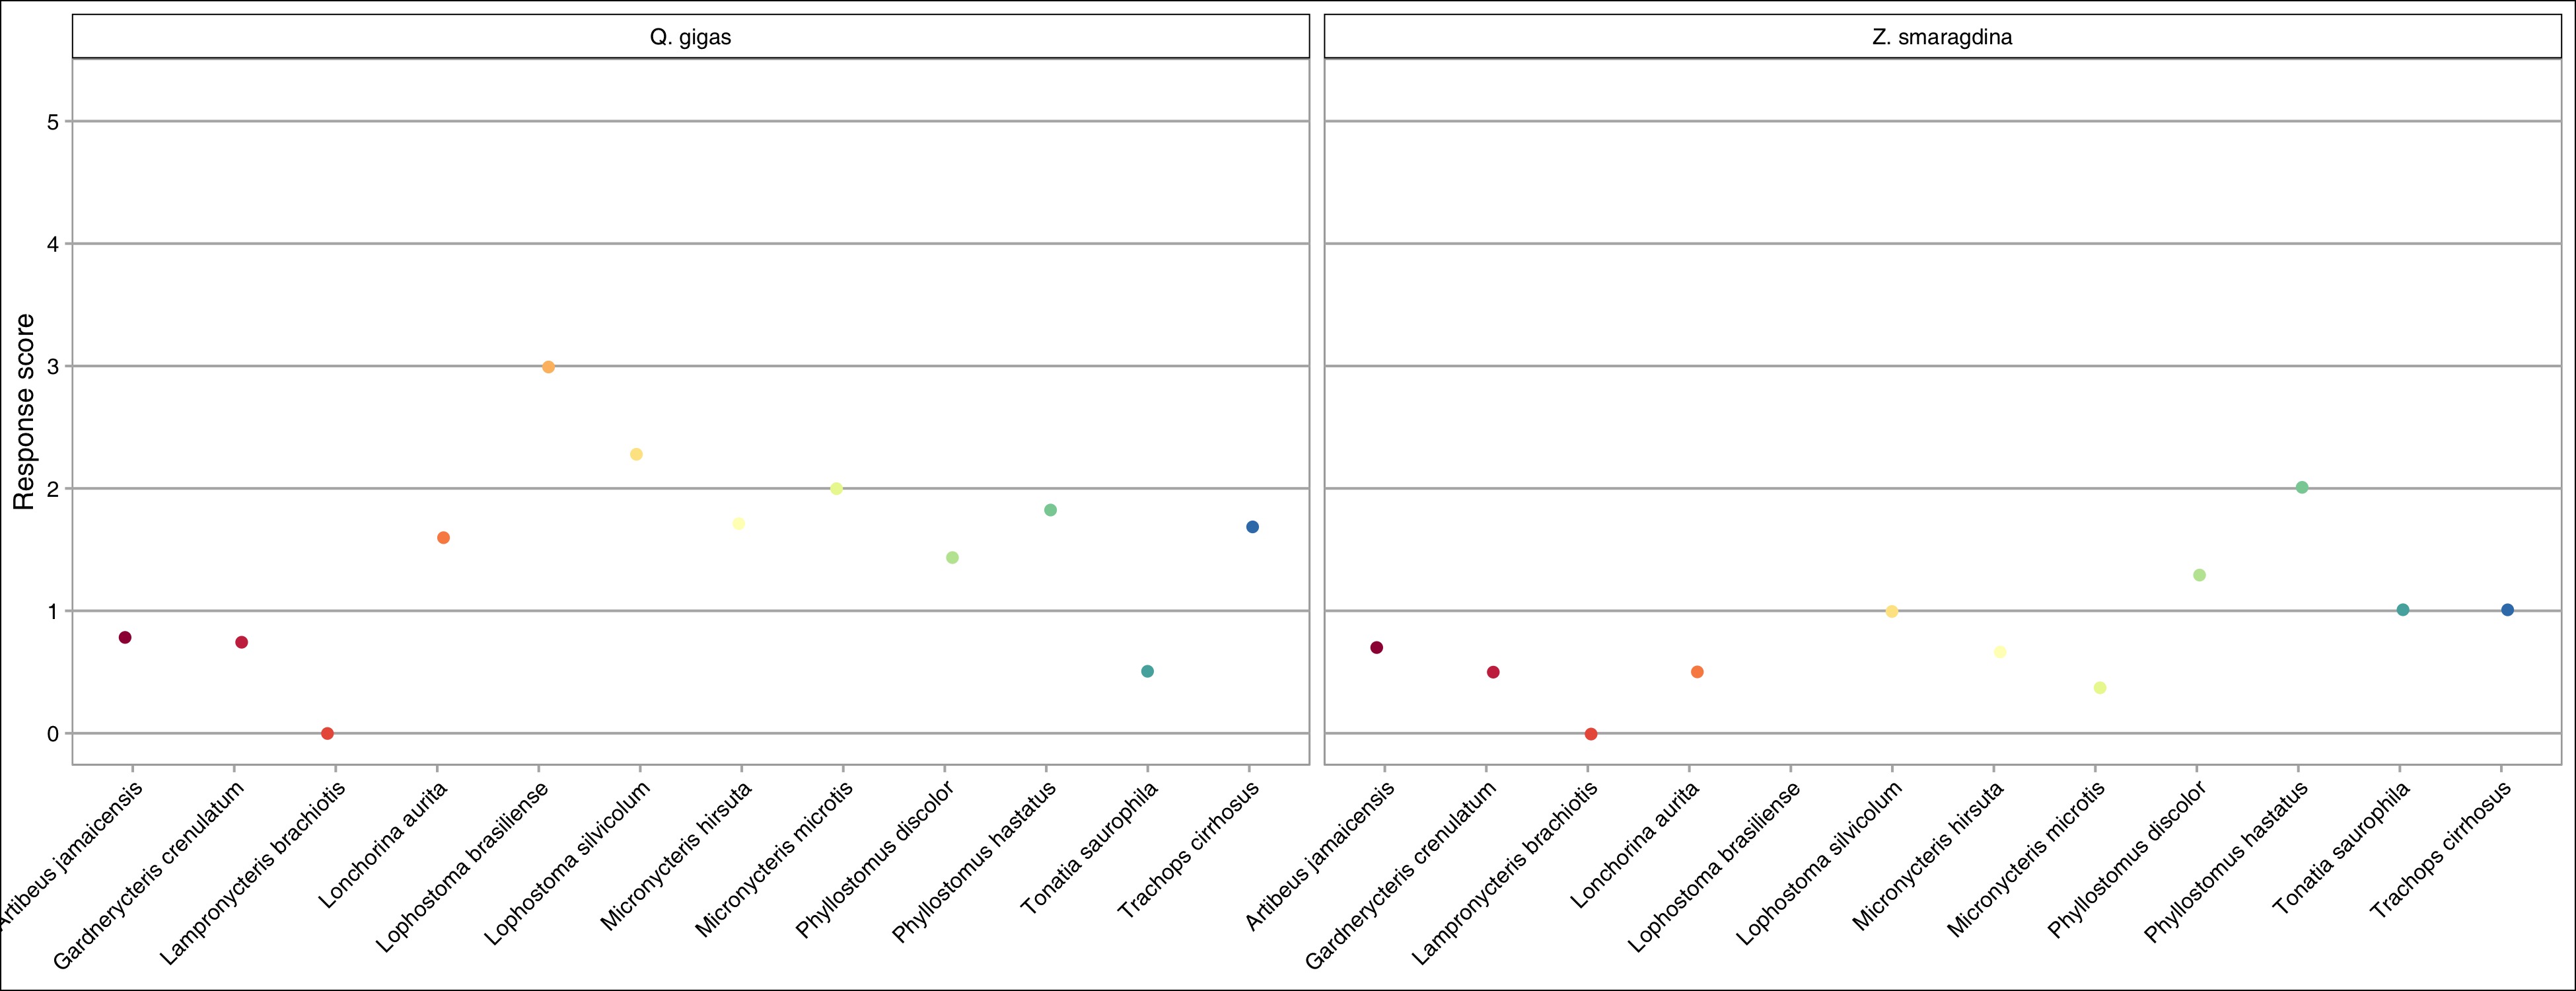 Q. gigas
Z. smaragdina
Response score
5
4
3
2
1
0
Artibeus jamaicensis
Gardnerycteris crenulatum
Lampronycteris brachiotis
Lonchorina aurita
Lophostoma brasiliense
Lophostoma silvicolum
Micronycteris hirsuta
Micronycteris microtis
Phyllostomus discolor
Phyllostomus hastatus
Tonatia saurophila
Trachops cirrhosus
Artibeus jamaicensis
Gardnerycteris crenulatum
Lampronycteris brachiotis
Lonchorina aurita
Lophostoma brasiliense
Lophostoma silvicolum
Micronycteris hirsuta
Micronycteris microtis
Phyllostomus discolor
Phyllostomus hastatus
Tonatia saurophila
Trachops cirrhosus